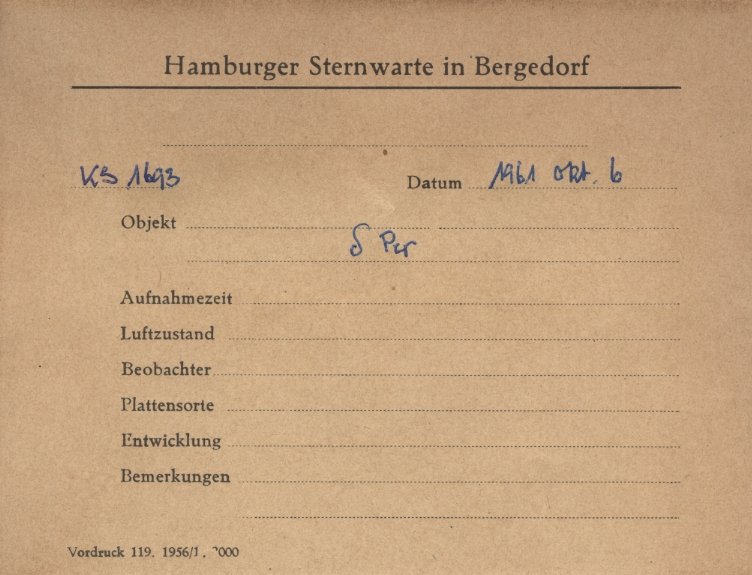 Hamburger Sternwarte in Bergedorf
KS 1693 Datum 1961 Okt. 6
Objekt
δ Per
Aufnahmezeit
Luftzustand
Beobachter
Plattensorte
Entwicklung
Bemerkungen
Vordruck 119. 1956/1.